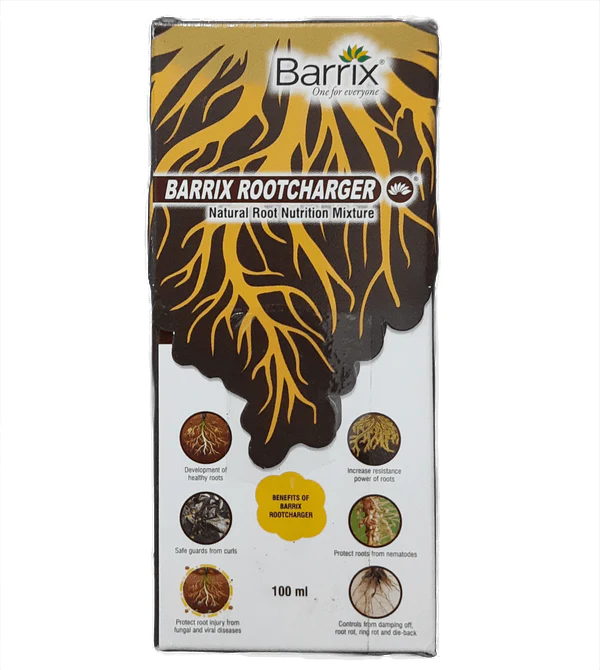 Barrix®
One for everyone
BARRIX ROOTCHARGER ®
Natural Root Nutrition Mixture
Development of
healthy roots
Increase resistance
power of roots
BENEFITS OF
BARRIX
ROOTCHARGER
Safe guards from curls
Protect roots from nematodes
100 ml
Protect root injury from
fungal and viral diseases
Controls from damping off,
root rot, ring rot and die-back